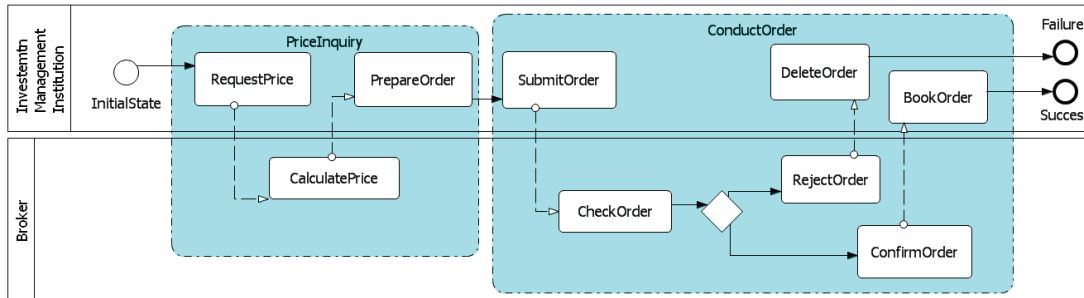 Investemtn
Management
Institution
InitialState
PriceInquiry
RequestPrice
PrepareOrder
CalculatePrice
ConductOrder
SubmitOrder
DeleteOrder
BookOrder
Failure
Succes
Broker
CheckOrder
RejectOrder
ConfirmOrder